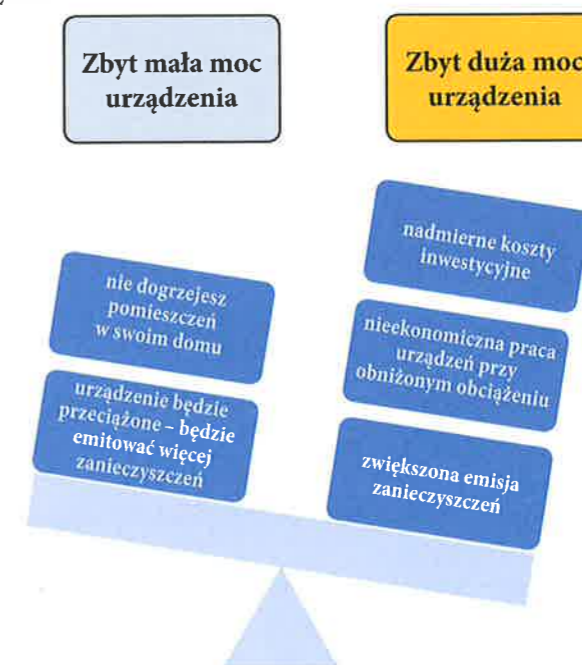 Zbyt mała moc
urządzenia
Zbyt duża moc
urządzenia
nie dogrzejesz
pomieszczeń
w swoim domu
urządzenie będzie
przeciążone – będzie
emitować więcej
zanieczyszczeń
nadmierne koszty
inwestycyjne
nieekonomiczna praca
urządzeń przy
obniżonym obciążeniu
zwiększona emisja
zanieczyszczeń